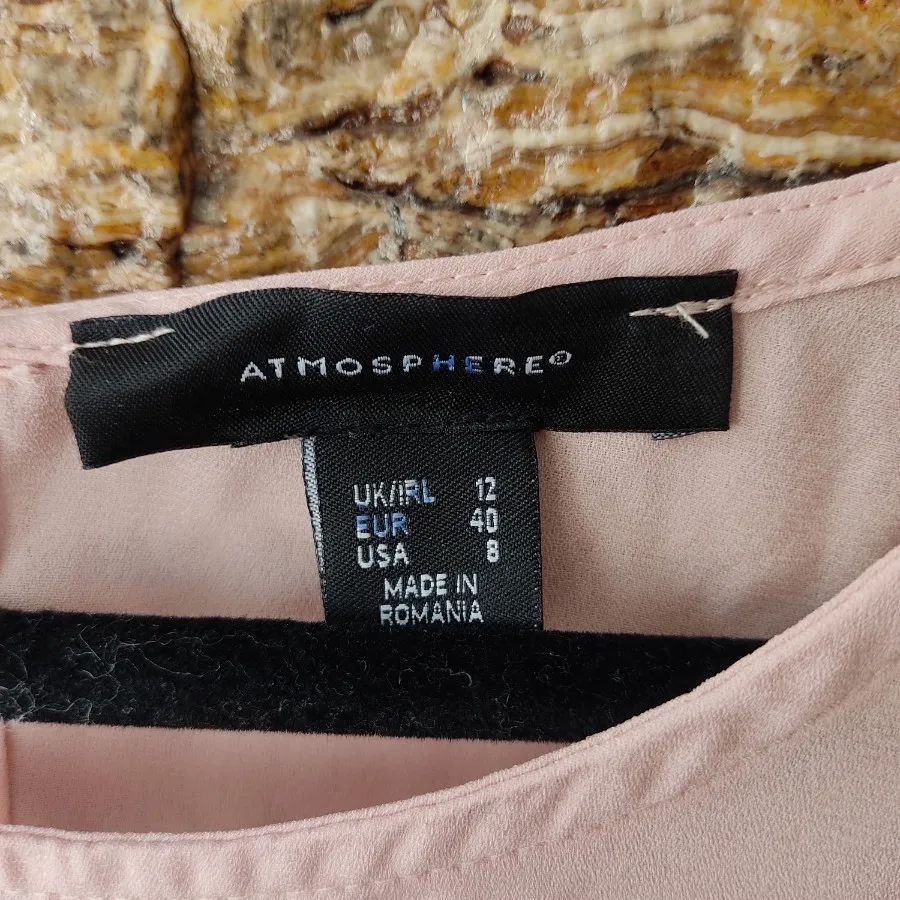 ATMOSPHERE®
UK/IRL 12
EUR 40
USA 8
MADE IN
ROMANIA